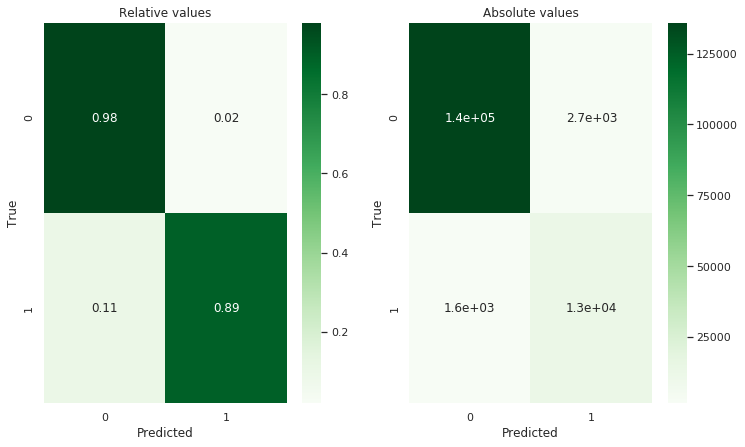 Relative values
0.98 0.02
0.11 0.89
0
1
True
0 1
Predicted
0.8
0.6
0.4
0.2
Absolute values
1.4e+05 2.7e+03
1.6e+03 1.3e+04
0
1
True
0 1
Predicted
125000
100000
75000
50000
25000